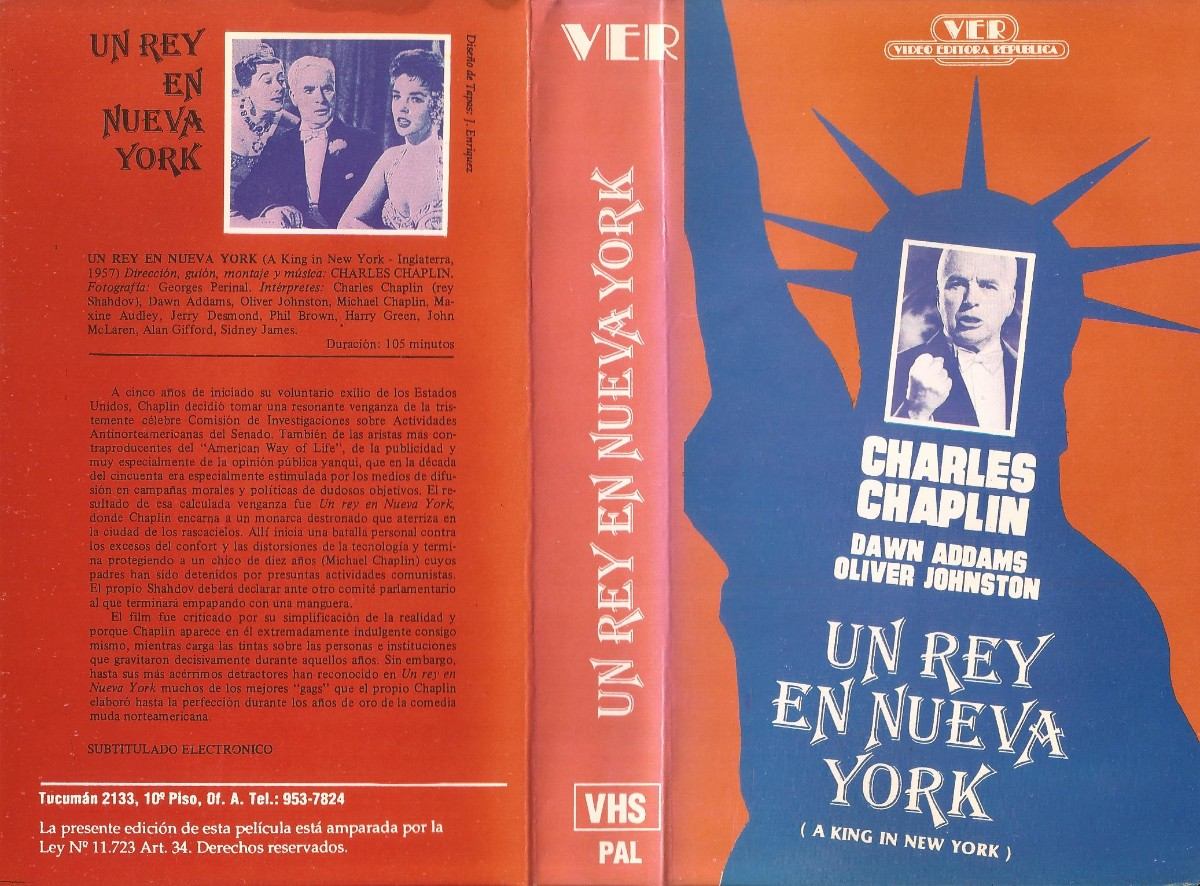 UN REY
EN
NUEVA
YORK
Diseño de Tapas: J. Enriquez
UN REY EN NUEVA YORK (A King in New York - Inglaterra,
1957) Dirección, guión, montaje y música: CHARLES CHAPLIN.
Fotografía: Georges Perinal. Intérpretes: Charles Chaplin (rey
Shahdov), Dawn Addams, Oliver Johnston, Michael Chaplin, Ma-
xine Audley, Jerry Desmond, Phil Brown, Harry Green, John
McLaren, Alan Gifford, Sidney James.
Duración: 105 minutos
A cinco años de iniciado su voluntario exilio de los Estados
Unidos, Chaplin decidió tomar una resonante venganza de la tris-
temente célebre Comisión de Investigaciones sobre Actividades
Antinorteamericanas del Senado. También de las aristas más con-
traproducentes del "American Way of Life", de la publicidad y
muy especialmente de la opinión pública yanqui, que en la década
del cincuenta era especialmente estimulada por los medios de difu-
sión en campañas morales y políticas de dudosos objetivos. El re-
sultado de esa calculada venganza fue Un rey en Nueva York,
donde Chaplin encarna a un monarca destronado que aterriza en
la ciudad de los rascacielos. Allí inicia una batalla personal contra
los excesos del confort y las distorsiones de la tecnología y termi-
na protegiendo a un chico de diez años (Michael Chaplin) cuyos
padres han sido detenidos por presuntas actividades comunistas.
El propio Shahdov deberá declarar ante otro comité parlamentario
al que terminará empapando con una manguera.
El film fue criticado por su simplificación de la realidad y
porque Chaplin aparece en él extremadamente indulgente consigo
mismo, mientras carga las tintas sobre las personas e instituciones
que gravitaron decisivamente durante aquellos años. Sin embargo,
hasta sus más acérrimos detractores han reconocido en Un rey en
Nueva York muchos de los mejores "gags" que el propio Chaplin
elaboró hasta la perfección durante los años de oro de la comedia
muda norteamericana.
SUBTITULADO ELECTRONICO
Tucumán 2133, 10º Piso, Of. A. Tel.: 953-7824
La presente edición de esta película está amparada por la
Ley Nº 11.723 Art. 34. Derechos reservados.
VER
UN REY EN NUEVA YORK
VHS
PAL
VER
VIDEO EDITORA REPUBLICA
CHARLES
CHAPLIN
DAWN ADDAMS
OLIVER JOHNSTON
UN REY
EN NUEVA
YORK
( A KING IN NEW YORK )